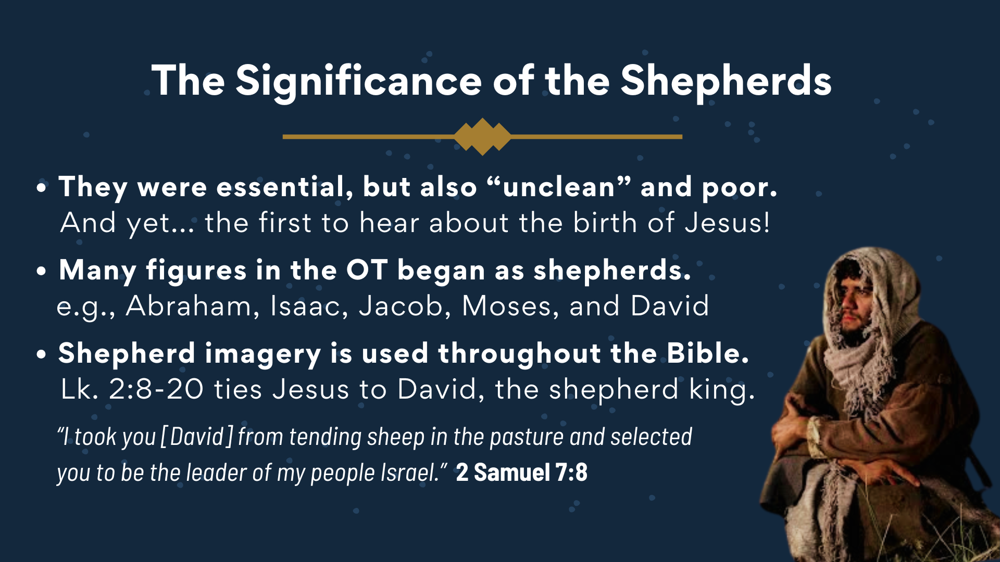 The Significance of the Shepherds
• They were essential, but also “unclean” and poor.
And yet... the first to hear about the birth of Jesus!
• Many figures in the OT began as shepherds.
e.g., Abraham, Isaac, Jacob, Moses, and David
• Shepherd imagery is used throughout the Bible.
Lk. 2:8-20 ties Jesus to David, the shepherd king.
“I took you [David] from tending sheep in the pasture and selected
you to be the leader of my people Israel.” 2 Samuel 7:8